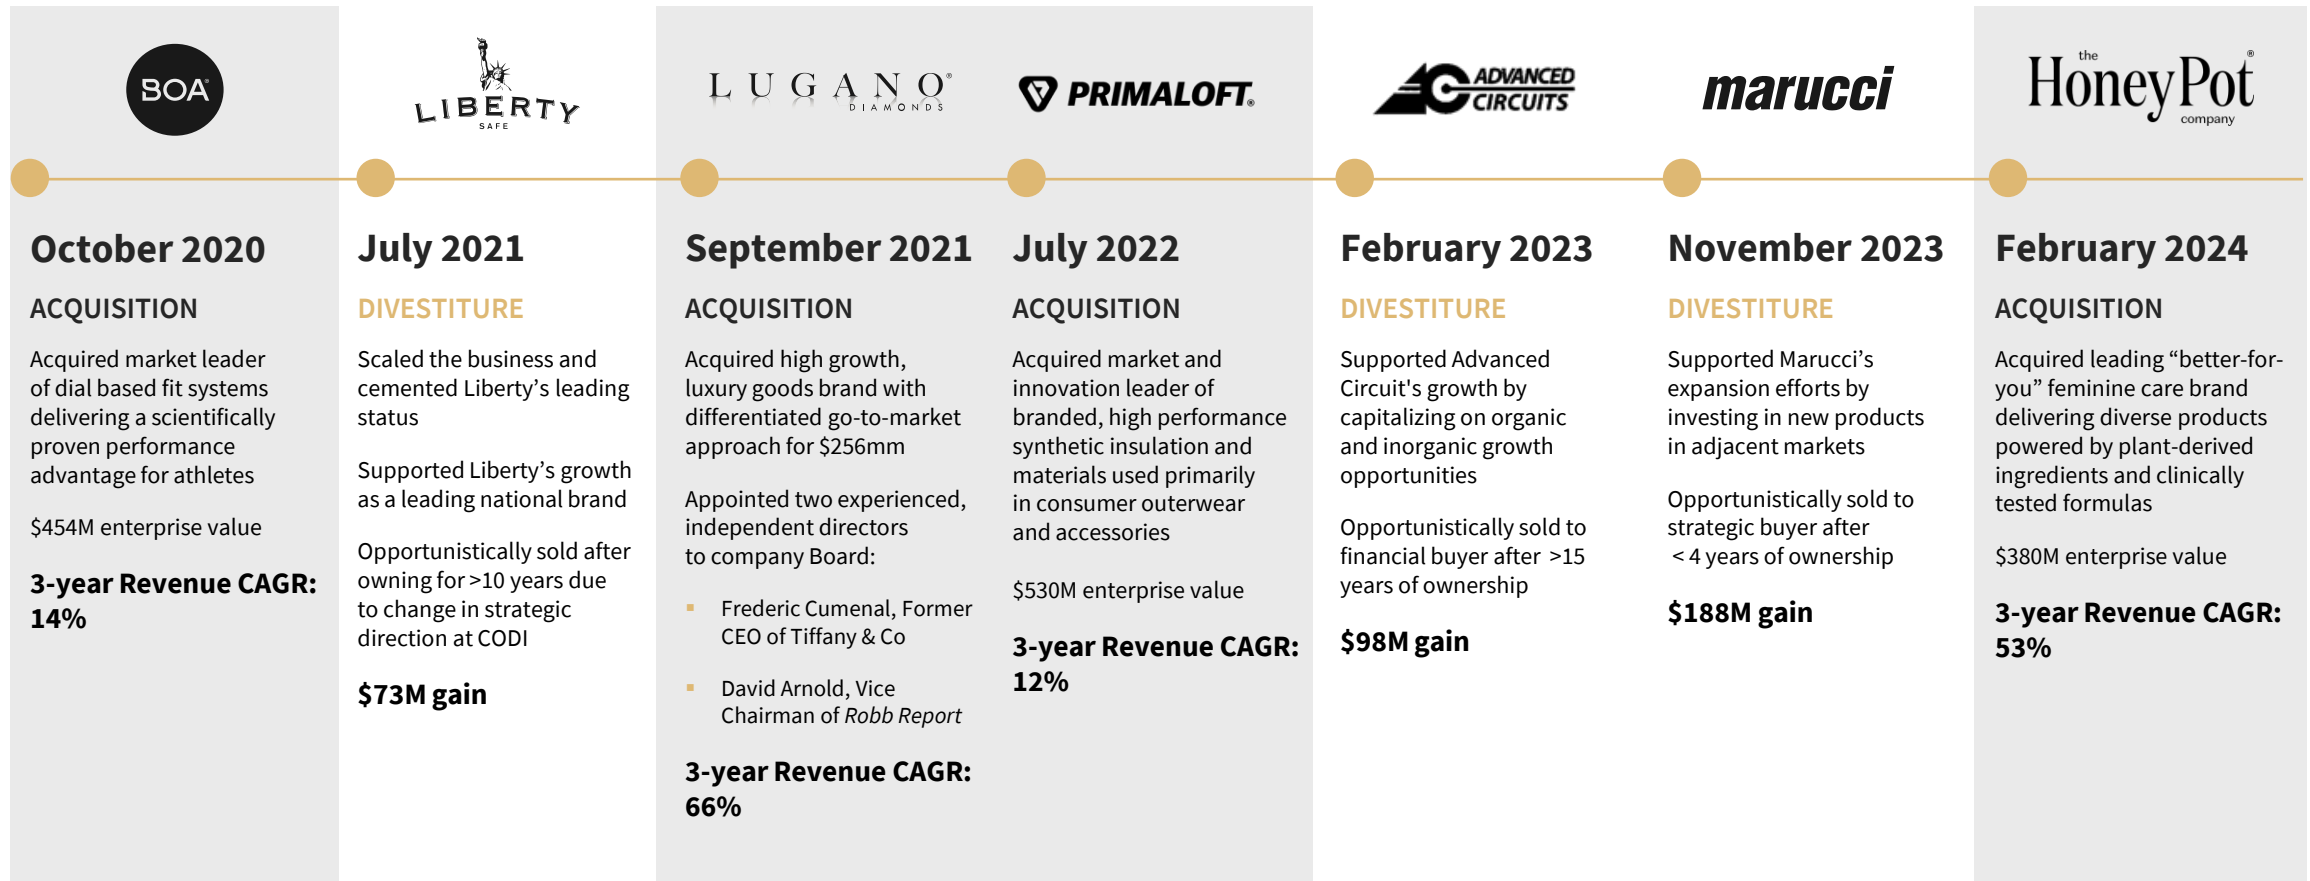 BOA®
LIBERTY
SAFE
LUGANO®
DIAMONDS
PRIMALOFT®
AC ADVANCED
CIRCUITS
marucci
the
HoneyPot®
company
October 2020
ACQUISITION
Acquired market leader
of dial based fit systems
delivering a scientifically
proven performance
advantage for athletes
$454M enterprise value
3-year Revenue CAGR:
14%
July 2021
DIVESTITURE
Scaled the business and
cemented Liberty’s leading
status
Supported Liberty’s growth
as a leading national brand
Opportunistically sold after
owning for >10 years due
to change in strategic
direction at CODI
$73M gain
September 2021
ACQUISITION
Acquired high growth,
luxury goods brand with
differentiated go-to-market
approach for $256mm
Appointed two experienced,
independent directors
to company Board:
▪ Frederic Cumenal, Former
CEO of Tiffany & Co
▪ David Arnold, Vice
Chairman of Robb Report
3-year Revenue CAGR:
66%
July 2022
ACQUISITION
Acquired market and
innovation leader of
branded, high performance
synthetic insulation and
materials used primarily
in consumer outerwear
and accessories
$530M enterprise value
3-year Revenue CAGR:
12%
February 2023
DIVESTITURE
Supported Advanced
Circuit's growth by
capitalizing on organic
and inorganic growth
opportunities
Opportunistically sold to
financial buyer after >15
years of ownership
$98M gain
November 2023
DIVESTITURE
Supported Marucci’s
expansion efforts by
investing in new products
in adjacent markets
Opportunistically sold to
strategic buyer after
< 4 years of ownership
$188M gain
February 2024
ACQUISITION
Acquired leading “better-for-
you” feminine care brand
delivering diverse products
powered by plant-derived
ingredients and clinically
tested formulas
$380M enterprise value
3-year Revenue CAGR:
53%